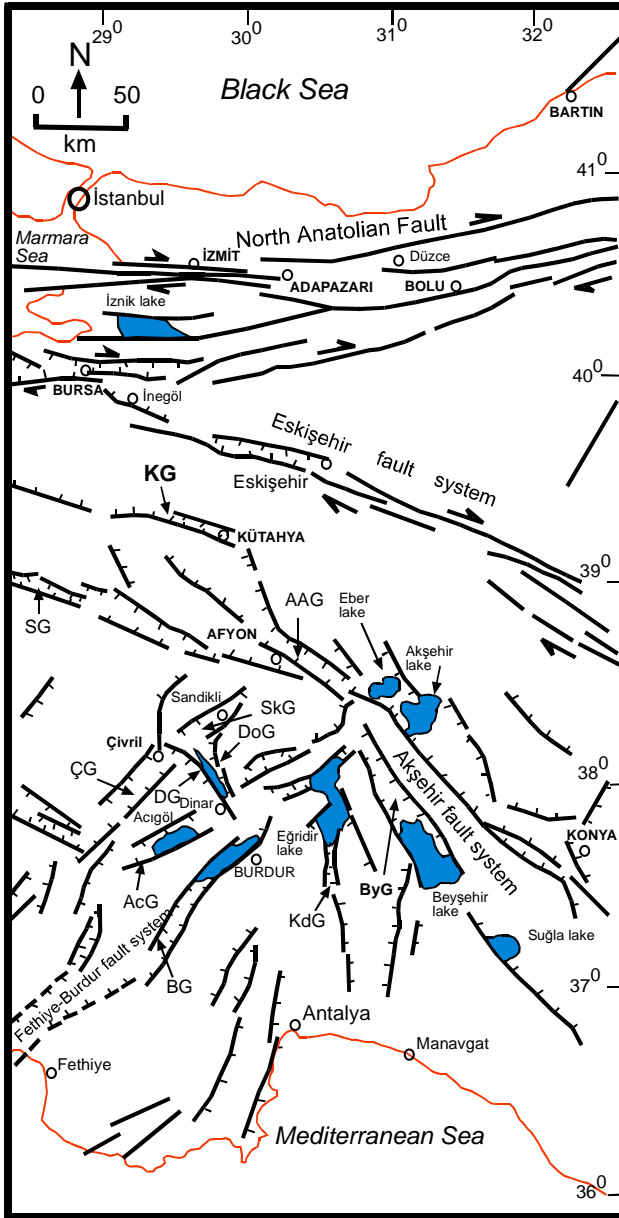 29⁰ 30⁰ 31⁰ 32⁰
N
0 50
km
Black Sea
BARTIN
41⁰
İstanbul
North Anatolian Fault
Marmara
Sea
İZMİT
Düzce
ADAPAZARI
BOLU
İznik lake
40⁰
BURSA
İnegöl
Eskişehir fault system
Eskişehir
KG
KÜTAHYA
39⁰
SG
AAG
Eber
lake
AFYON
Akşehir
lake
Sandikli
SkG
DoG
Çivril
ÇG
DG
Dinar
38⁰
Akşehir fault system
Acıgöl
Eğridir
lake
KONYA
BURDUR
AcG
KdG
ByG
Beyşehir
lake
Suğla lake
Fethiye-Burdur fault system
BG
37⁰
Antalya
Manavgat
Fethiye
Mediterranean Sea
36⁰